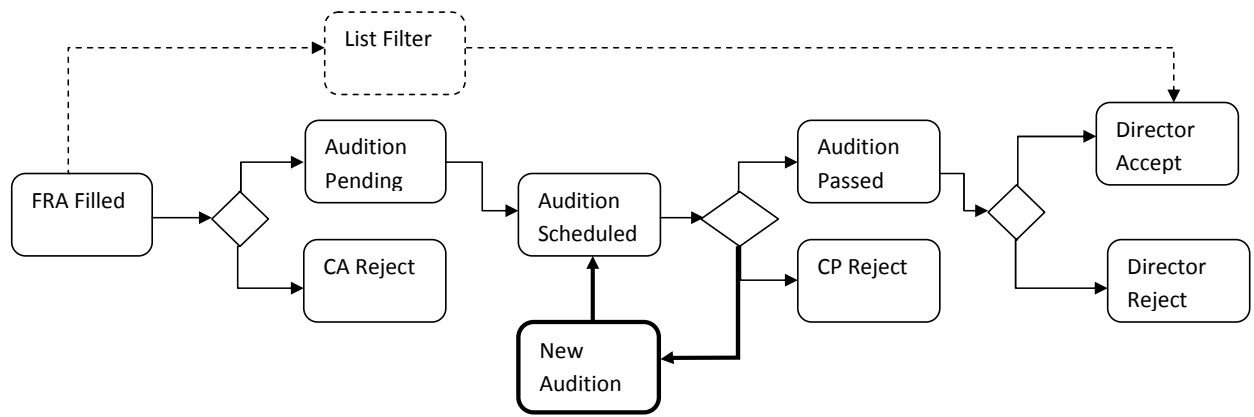 List Filter
FRA Filled
Audition
Pending
CA Reject
Audition
Scheduled
New
Audition
Audition
Passed
CP Reject
Director
Accept
Director
Reject